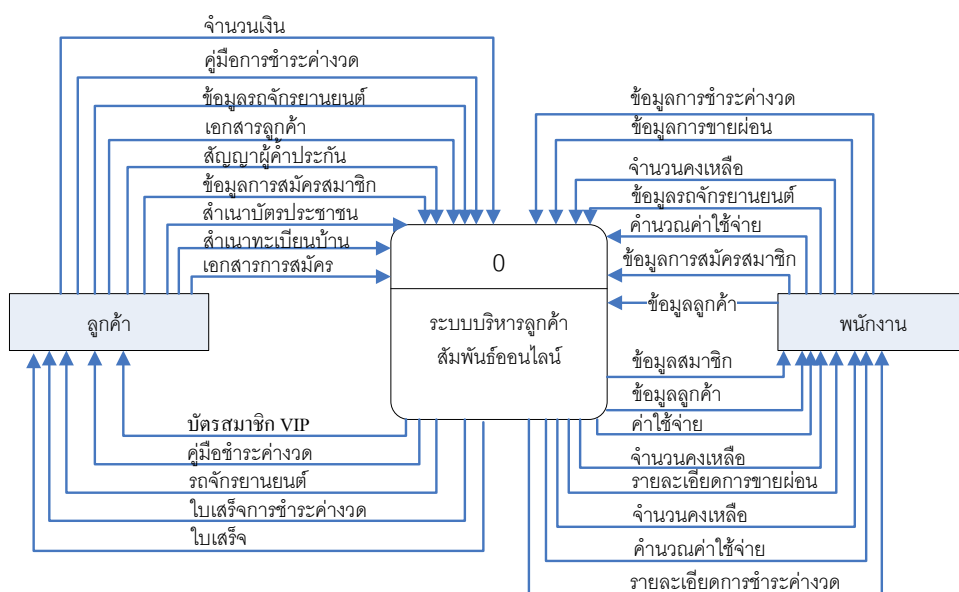 จำนวนเงิน
คู่มือการชำระค่างวด
ข้อมูลรถจักรยานยนต์
เอกสารลูกค้า
สัญญาผู้ค้ำประกัน
ข้อมูลการสมัครสมาชิก
สำเนาบัตรประชาชน
สำเนาทะเบียนบ้าน
เอกสารการสมัคร
ลูกค้า
0
ระบบบริหารลูกค้า
สัมพันธ์ออนไลน์
ข้อมูลการชำระค่างวด
ข้อมูลการขายผ่อน
จำนวนคงเหลือ
ข้อมูลรถจักรยานยนต์
คำนวณค่าใช้จ่าย
ข้อมูลการสมัครสมาชิก
ข้อมูลลูกค้า
พนักงาน
บัตรสมาชิก VIP
คู่มือชำระค่างวด
รถจักรยานยนต์
ใบเสร็จการชำระค่างวด
ใบเสร็จ
ข้อมูลสมาชิก
ข้อมูลลูกค้า
ค่าใช้จ่าย
จำนวนคงเหลือ
รายละเอียดการขายผ่อน
จำนวนคงเหลือ
คำนวณค่าใช้จ่าย
รายละเอียดการชำระค่างวด